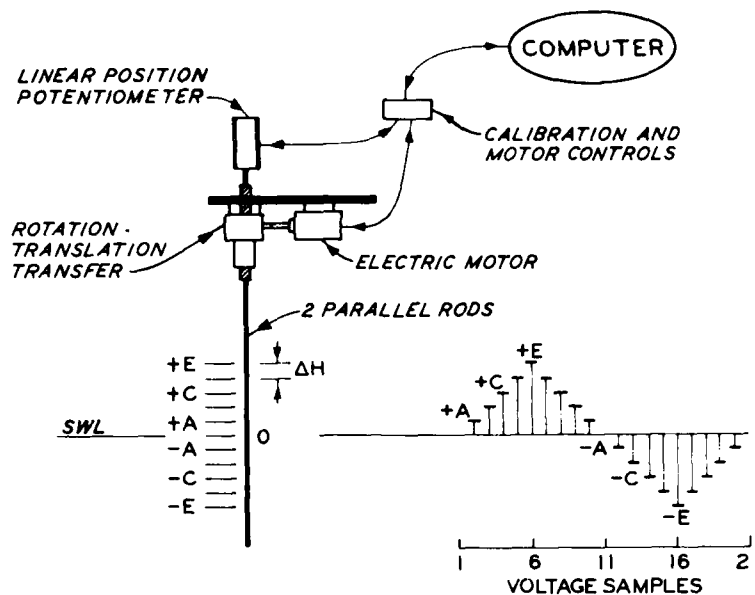 COMPUTER
LINEAR POSITION
POTENTIOMETER
CALIBRATION AND
MOTOR CONTROLS
ROTATION -
TRANSLATION
TRANSFER
ELECTRIC MOTOR
2 PARALLEL RODS
+E
ΔH
+C
+A
SWL
O
-A
-C
-E
+E
+C
+A
-A
-C
-E
1 6 11 16 2
VOLTAGE SAMPLES